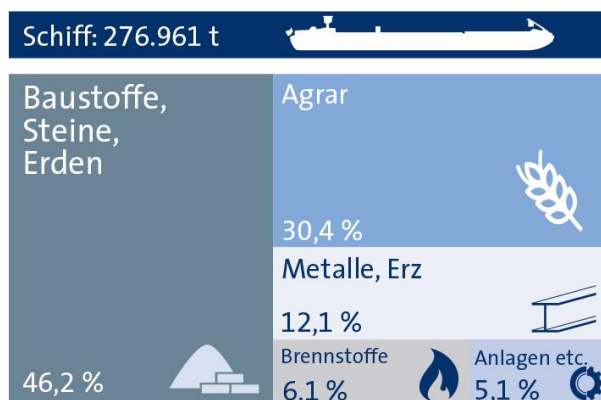 Schiff: 276.961 t
Baustoffe,
Steine,
Erden
46,2 %
Agrar
30,4 %
Metalle, Erz
12,1 %
Brennstoffe
6,1 %
Anlagen etc.
5,1 %